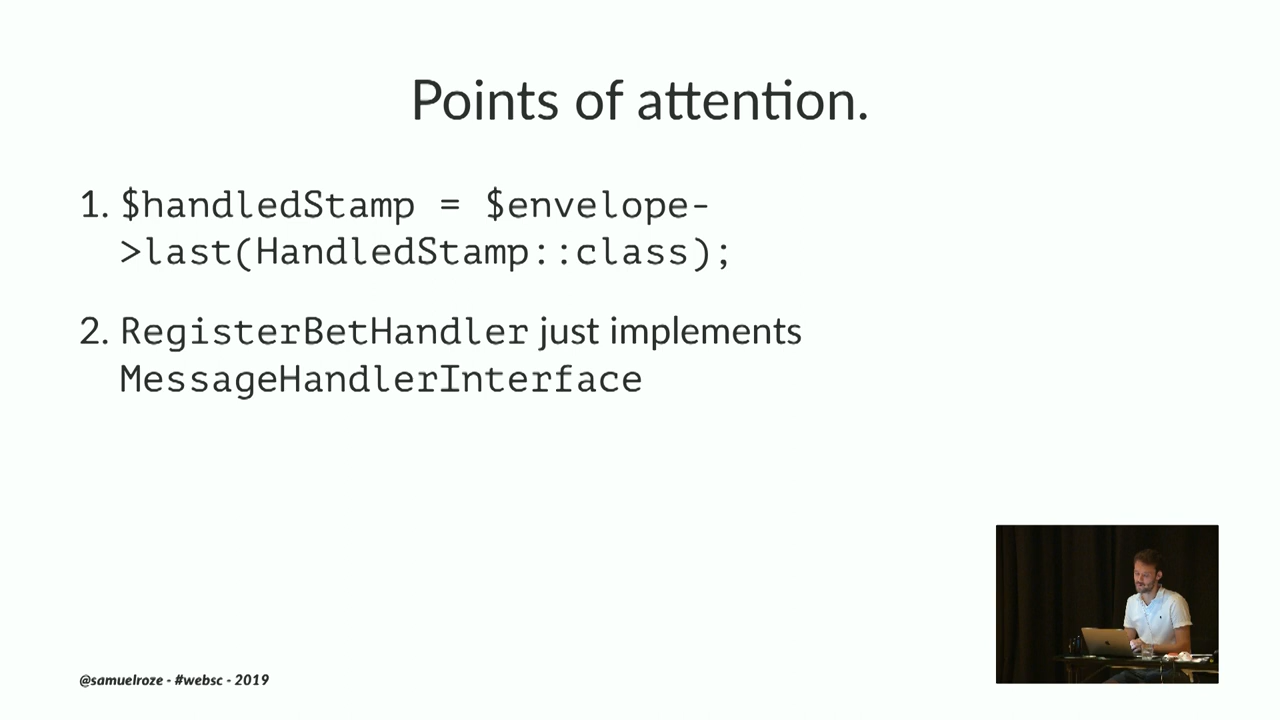 Points of attention.
1. $handledStamp = $envelope-
>last(HandledStamp::class);
2. RegisterBetHandler just implements
MessageHandlerInterface
@samuelroze - #websc - 2019